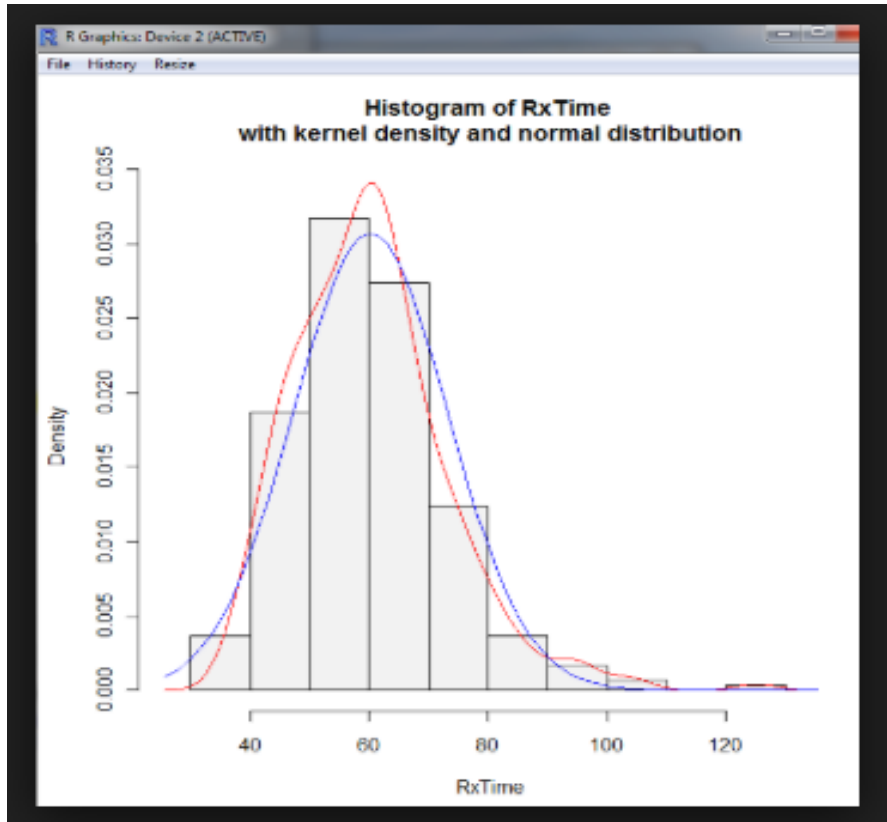 R Graphics: Device 2 (ACTIVE)
File History Resize
Histogram of RxTime
with kernel density and normal distribution
0.035
0.030
0.025
0.020
0.015
0.010
0.005
0.000
Density
40 60 80 100 120
RxTime